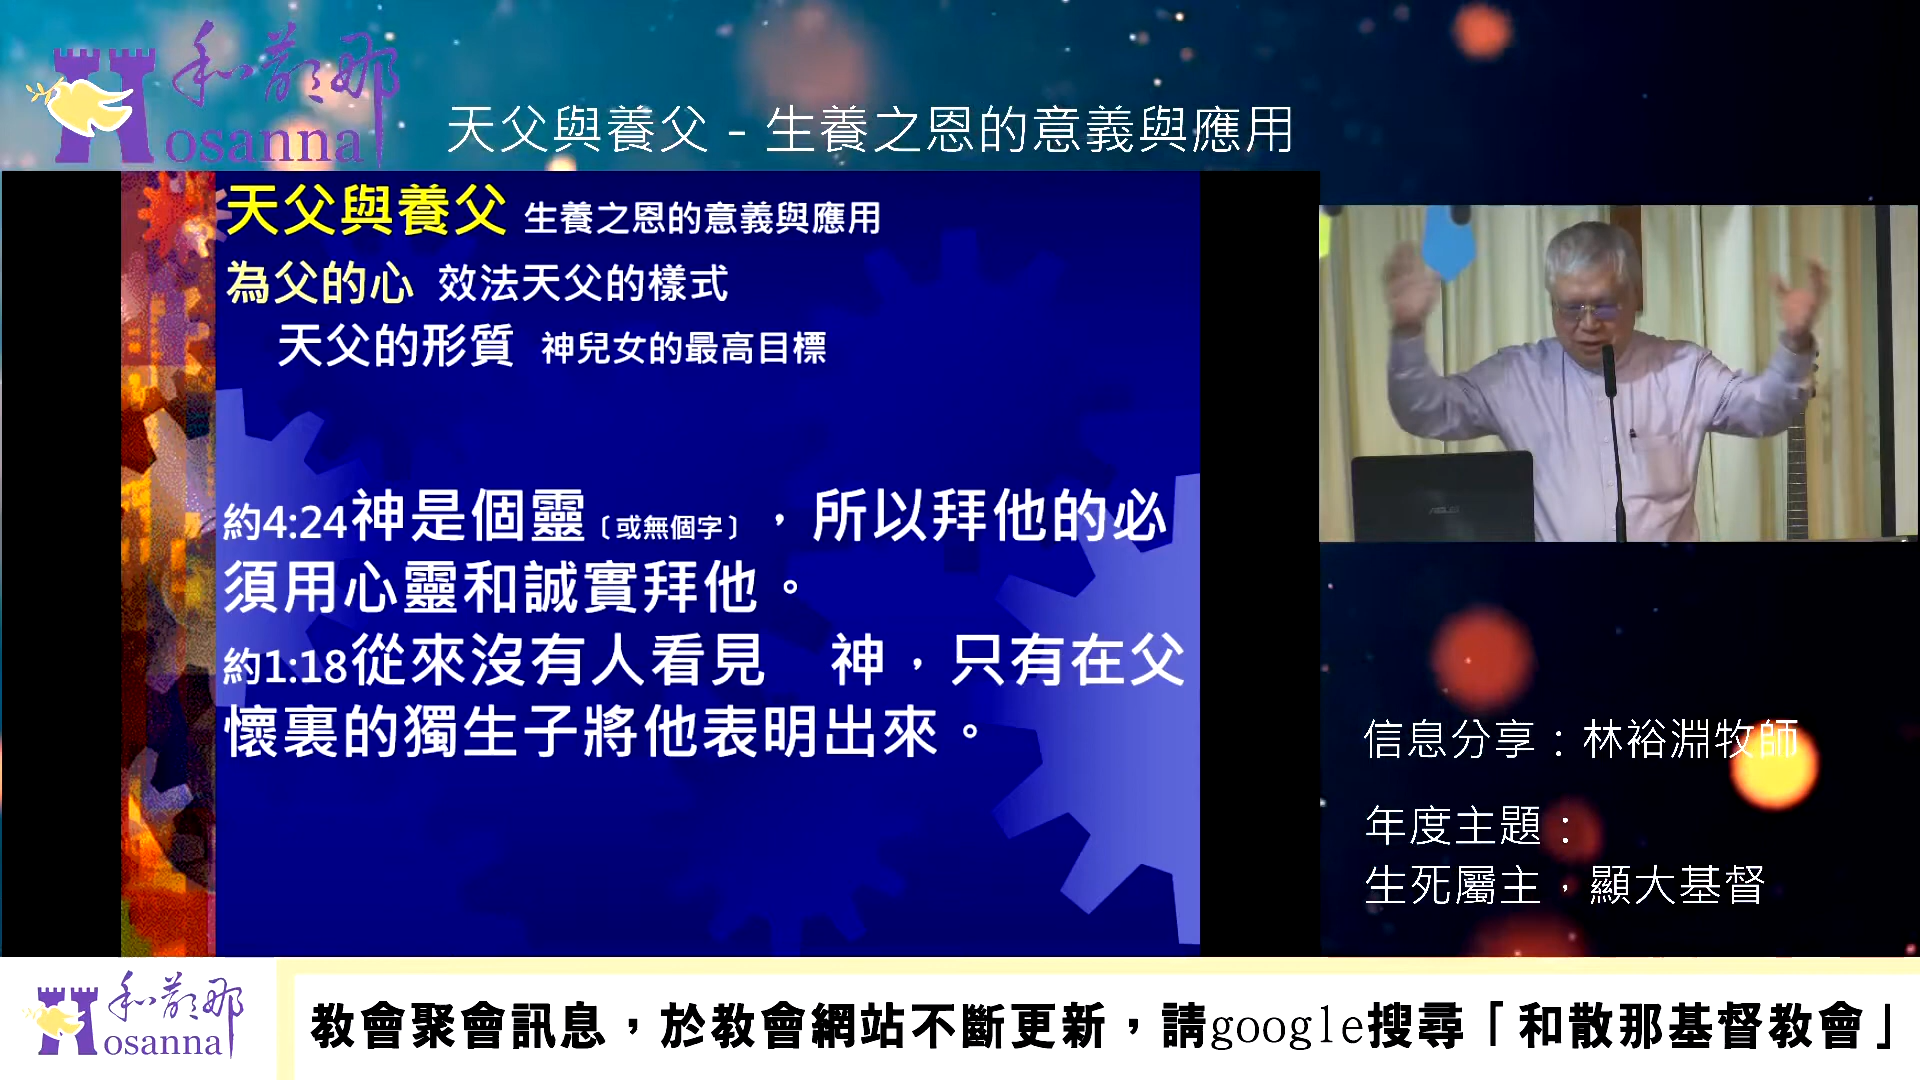 和散那
Hosanna
天父與養父 - 生養之恩的意義與應用
天父與養父 生養之恩的意義與應用
為父的心 效法天父的樣式
天父的形質 神兒女的最高目標
約4:24神是個靈〔或無個字〕，所以拜他的必
須用心靈和誠實拜他。
約1:18從來沒有人看見　神，只有在父
懷裏的獨生子將他表明出來。
ASUS
信息分享：林裕淵牧師
年度主題：
生死屬主，顯大基督
和散那
Hosanna
教會聚會訊息，於教會網站不斷更新，請google搜尋「和散那基督教會」